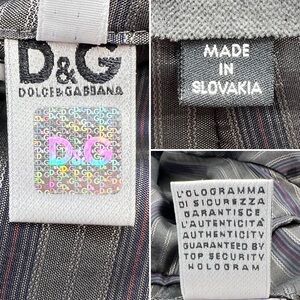 D&G
DOLCE&GABBANA
D&G
MADE
IN
SLOVAKIA
L'OLOGRAMMA
DI SICUREZZA
GARANTISCE
L'AUTENTICITÀ
AUTHENTICITY
GUARANTEED BY
TOP SECURITY
HOLOGRAM